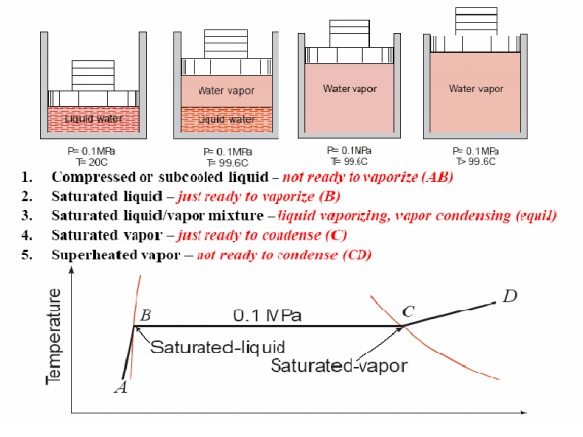 Liquid water
Water vapor
Liquid water
Water vapor
Water vapor
P= 0.1MPa
T= 20C
P= 0.1MPa
T= 99.6C
P= 0.1MPa
T= 99.6C
P= 0.1MPa
T> 99.6C
1. Compressed or subcooled liquid – not ready to vaporize (AB)
2. Saturated liquid – just ready to vaporize (B)
3. Saturated liquid/vapor mixture – liquid vaporizing, vapor condensing (equil)
4. Saturated vapor – just ready to condense (C)
5. Superheated vapor – not ready to condense (CD)
Temperature
B
0.1 MPa
C
D
Saturated-liquid
Saturated-vapor
A